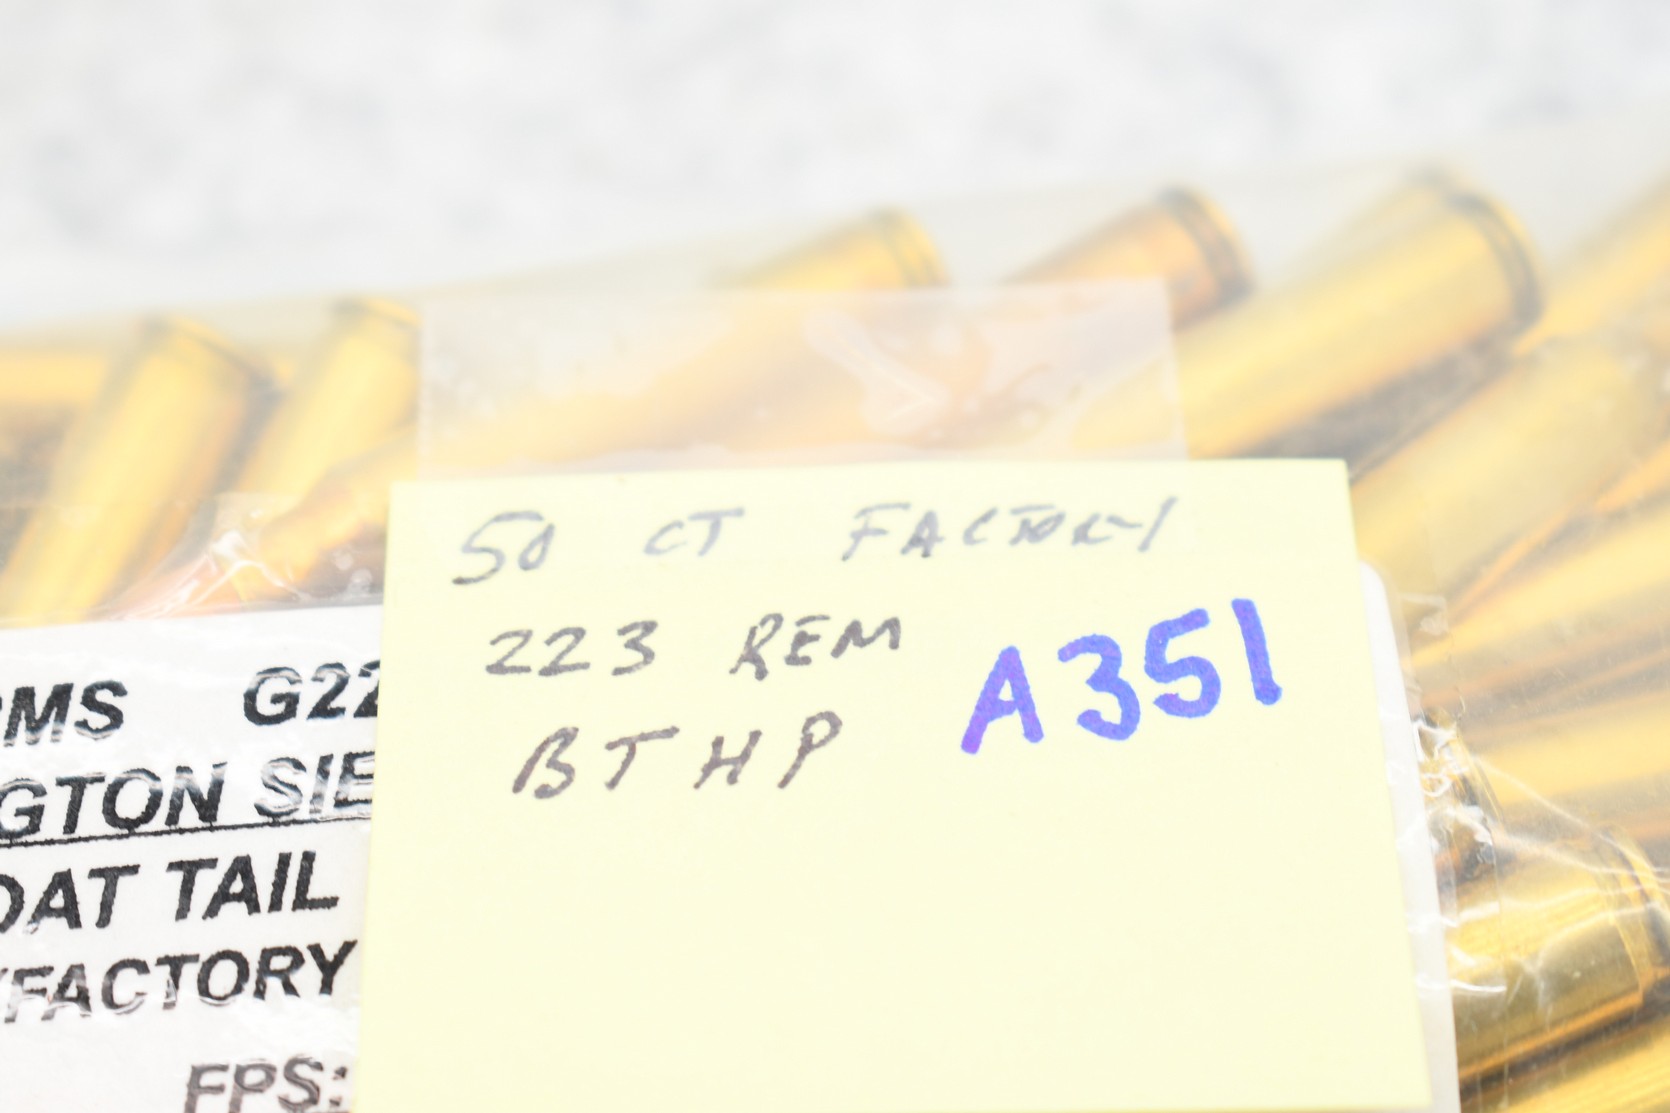 50 CT FACTORY
223 REM
A351
BTHP
MS G22
GTON SIE
OAT TAIL
FACTORY
FPS: